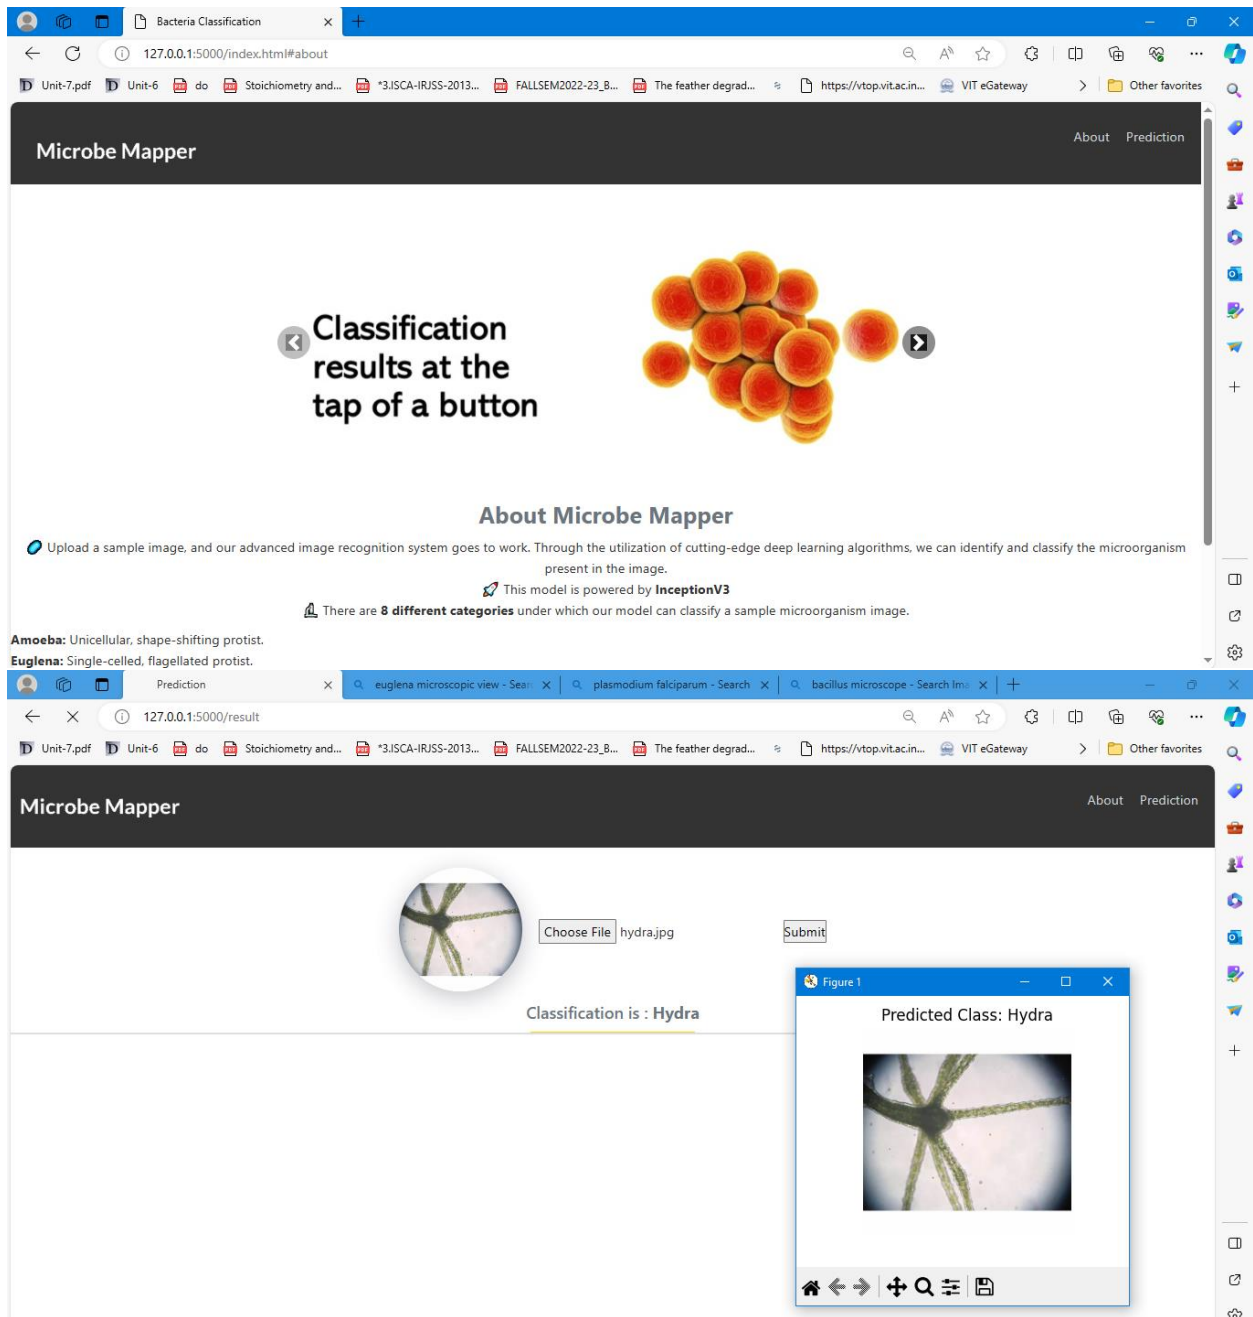 Bacteria Classification
127.0.0.1:5000/index.html#about
Unit-7.pdf Unit-6 do Stoichiometry and... *3.ISCA-IRJSS-2013... FALLSEM2022-23_B... The feather degrad... https://vtop.vit.ac.in... VIT eGateway Other favorites
Microbe Mapper
About Prediction
Classification
results at the
tap of a button
About Microbe Mapper
Upload a sample image, and our advanced image recognition system goes to work. Through the utilization of cutting-edge deep learning algorithms, we can identify and classify the microorganism
present in the image.
This model is powered by InceptionV3
There are 8 different categories under which our model can classify a sample microorganism image.
Amoeba: Unicellular, shape-shifting protist.
Euglena: Single-celled, flagellated protist.
Prediction euglena microscopic view - Sear plasmodium falciparum - Search bacillus microscope - Search Ima
127.0.0.1:5000/result
Unit-7.pdf Unit-6 do Stoichiometry and... *3.ISCA-IRJSS-2013... FALLSEM2022-23_B... The feather degrad... https://vtop.vit.ac.in... VIT eGateway Other favorites
Microbe Mapper
About Prediction
Choose File hydra.jpg Submit
Classification is : Hydra
Figure 1
Predicted Class: Hydra